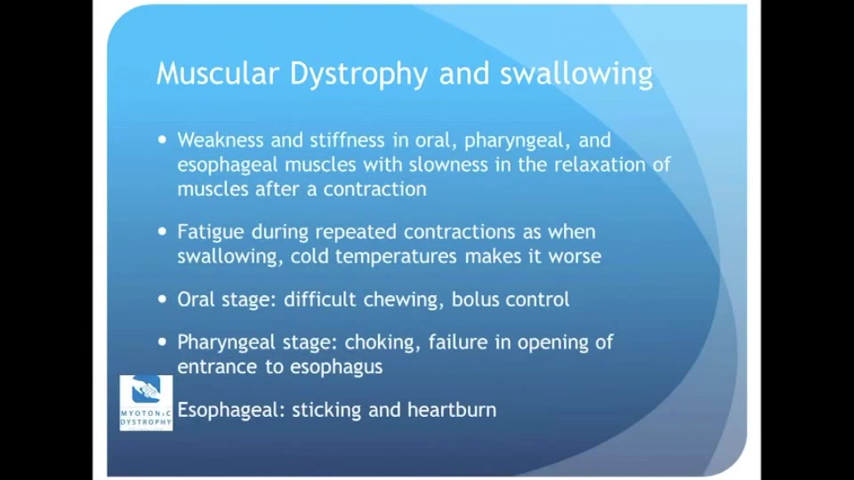 Muscular Dystrophy and swallowing
• Weakness and stiffness in oral, pharyngeal, and
esophageal muscles with slowness in the relaxation of
muscles after a contraction
• Fatigue during repeated contractions as when
swallowing, cold temperatures makes it worse
• Oral stage: difficult chewing, bolus control
• Pharyngeal stage: choking, failure in opening of
entrance to esophagus
Esophageal: sticking and heartburn
MYOTONIC
DYSTROPHY